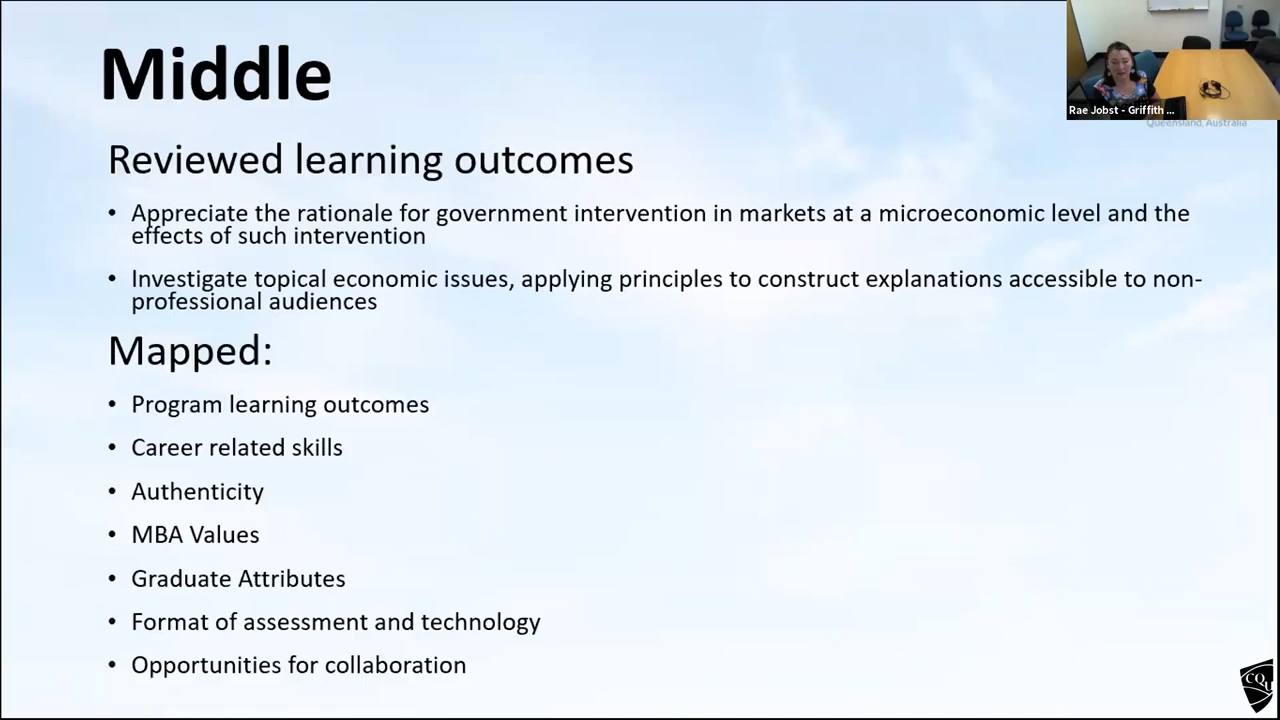 Middle
Rae Jobst - Griffith ...
Queensland, Australia
Reviewed learning outcomes
• Appreciate the rationale for government intervention in markets at a microeconomic level and the
effects of such intervention
• Investigate topical economic issues, applying principles to construct explanations accessible to non-
professional audiences
Mapped:
• Program learning outcomes
• Career related skills
• Authenticity
• MBA Values
• Graduate Attributes
• Format of assessment and technology
• Opportunities for collaboration
CQU